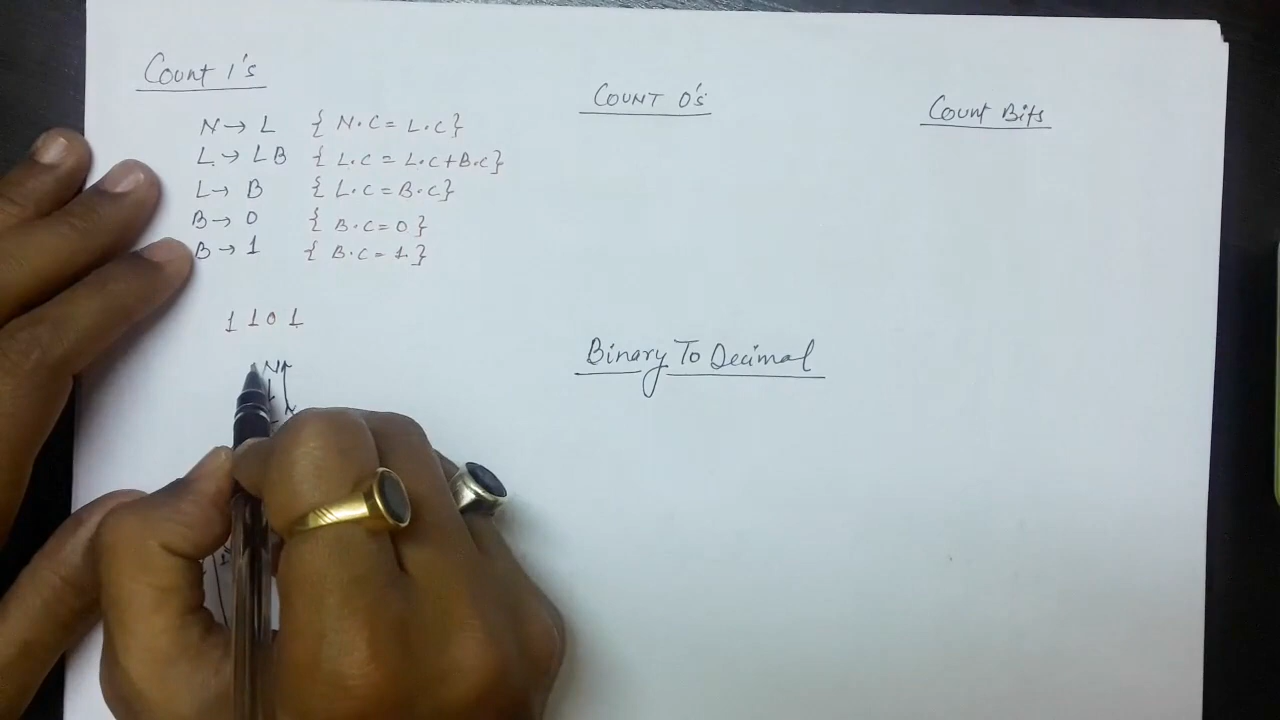 Count 1's
N → L { N.C = L.C }
L → LB { L.C = L.C + B.C }
L → B { L.C = B.C }
B → 0 { B.C = 0 }
B → 1 { B.C = 1 }
1 1 0 1
N
COUNT 0's
Count Bits
Binary To Decimal